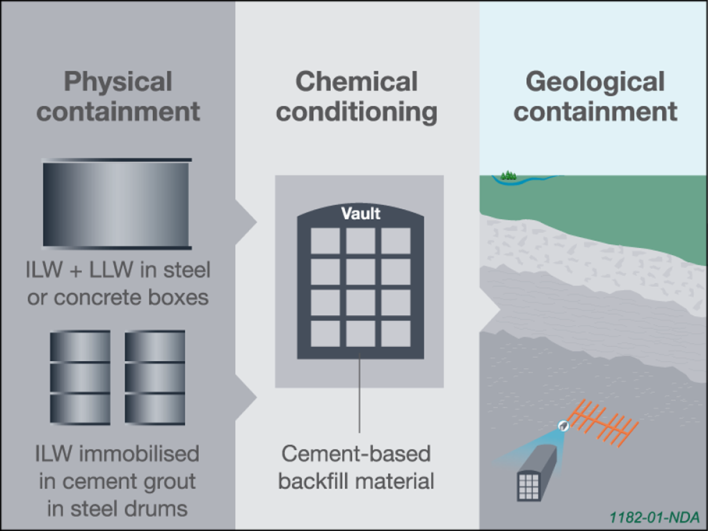 Physical
containment
ILW + LLW in steel
or concrete boxes
ILW immobilised
in cement grout
in steel drums
Chemical
conditioning
Vault
Cement-based
backfill material
Geological
containment
1182-01-NDA